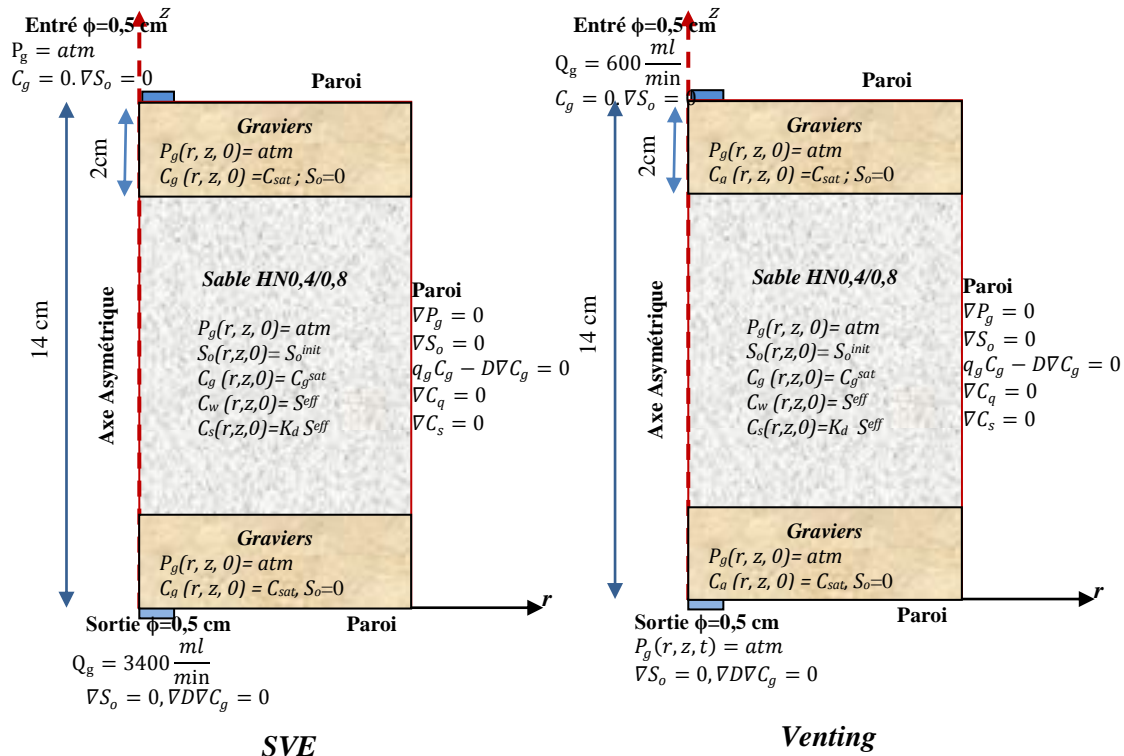 Entré ϕ=0,5 cm
z
P_g = atm
C_g = 0. ∇S_o = 0
Paroi
Graviers
P_g(r, z, 0)= atm
C_g (r, z, 0) =C_sat ; S_o=0
2cm
14 cm
Axe Asymétrique
Sable HN0,4/0,8
P_g(r, z, 0)= atm
S_o(r,z,0)= S_o^init
C_g (r,z,0)= C_g^sat
C_w (r,z,0)= S^eff
C_s(r,z,0)=K_d S^eff
Paroi
∇P_g = 0
∇S_o = 0
q_g C_g − D∇C_g = 0
∇C_q = 0
∇C_s = 0
Graviers
P_g(r, z, 0)= atm
C_g (r, z, 0) = C_sat, S_o=0
r
Sortie ϕ=0,5 cm
Paroi
Q_g = 3400 ml/min
∇S_o = 0, ∇D∇C_g = 0
SVE
Entré ϕ=0,5 cm
z
Q_g = 600 ml/min
C_g = 0. ∇S_o = 0
Paroi
Graviers
P_g(r, z, 0)= atm
C_g (r, z, 0) =C_sat ; S_o=0
2cm
14 cm
Axe Asymétrique
Sable HN0,4/0,8
P_g(r, z, 0)= atm
S_o(r,z,0)= S_o^init
C_g (r,z,0)= C_g^sat
C_w (r,z,0)= S^eff
C_s(r,z,0)=K_d S^eff
Paroi
∇P_g = 0
∇S_o = 0
q_g C_g − D∇C_g = 0
∇C_q = 0
∇C_s = 0
Graviers
P_g(r, z, 0)= atm
C_g (r, z, 0) = C_sat, S_o=0
r
Sortie ϕ=0,5 cm
Paroi
P_g(r, z, t) = atm
∇S_o = 0, ∇D∇C_g = 0
Venting